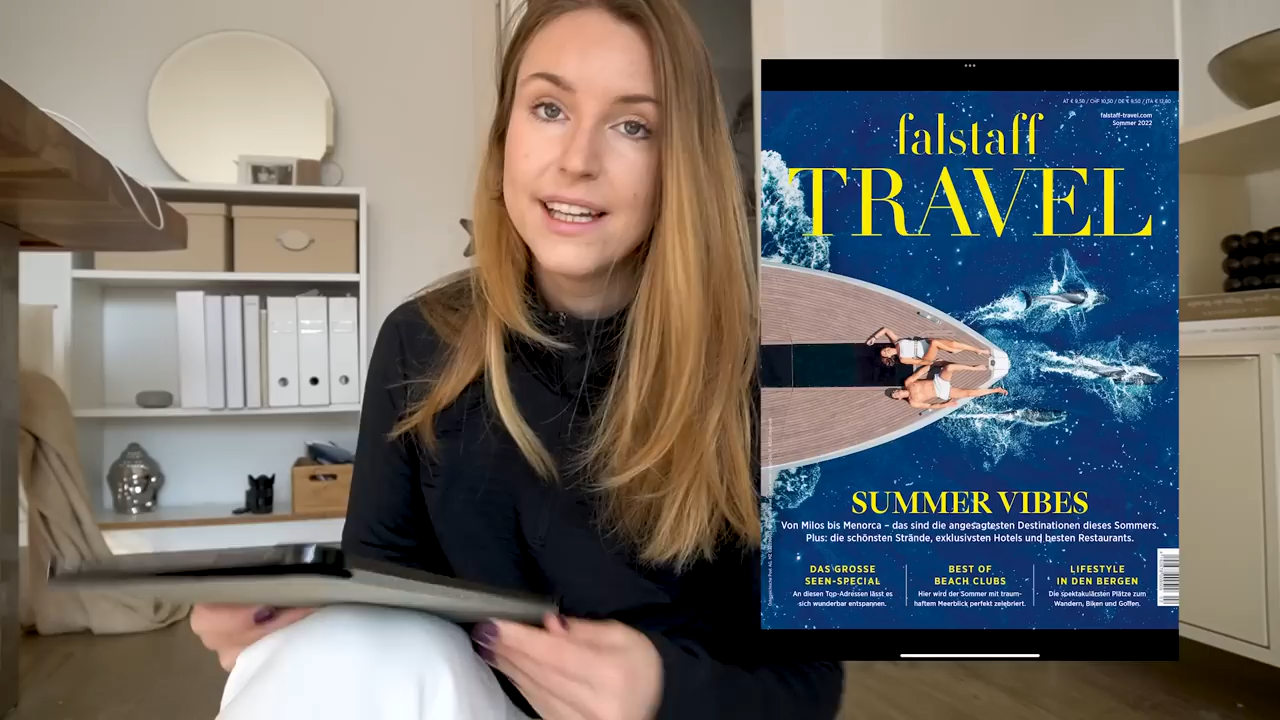 AT € 9,50 / CHF 10,50 / DE € 9,50 / ITA € 12,80
falstaff-travel.com
Sommer 2022
falstaff
TRAVEL
SUMMER VIBES
Von Milos bis Menorca – das sind die angesagtesten Destinationen dieses Sommers.
Plus: die schönsten Strände, exklusivsten Hotels und besten Restaurants.
DAS GROSSE
SEEN-SPECIAL
An diesen Top-Adressen lässt es
sich wunderbar entspannen.
BEST OF
BEACH CLUBS
Hier wird der Sommer mit traum-
haftem Meerblick perfekt zelebriert.
LIFESTYLE
IN DEN BERGEN
Die spektakulärsten Plätze zum
Wandern, Biken und Golfen.